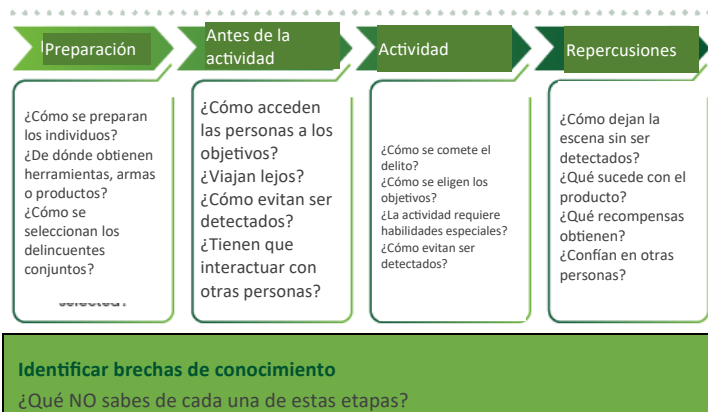 Preparación
Antes de la
actividad
Actividad
Repercusiones
¿Cómo se preparan
los individuos?
¿De dónde obtienen
herramientas, armas
o productos?
¿Cómo se
seleccionan los
delincuentes
conjuntos?
¿Cómo acceden
las personas a los
objetivos?
¿Viajan lejos?
¿Cómo evitan ser
detectados?
¿Tienen que
interactuar con
otras personas?
¿Cómo se comete el
delito?
¿Cómo se eligen los
objetivos?
¿La actividad requiere
habilidades especiales?
¿Cómo evitan ser
detectados?
¿Cómo dejan la
escena sin ser
detectados?
¿Qué sucede con el
producto?
¿Qué recompensas
obtienen?
¿Confían en otras
personas?
Identificar brechas de conocimiento
¿Qué NO sabes de cada una de estas etapas?